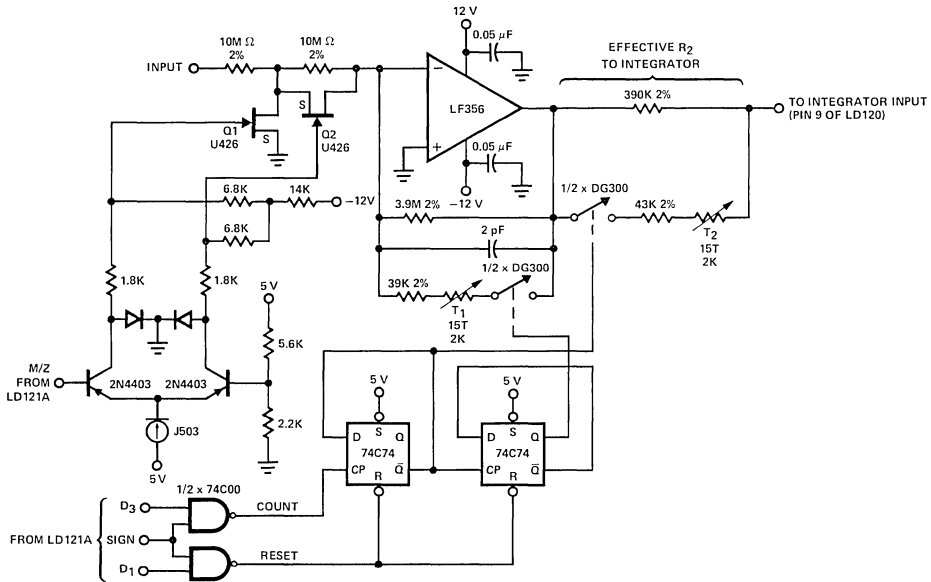 12 V
0.05 μF
10M Ω
2%
10M Ω
2%
INPUT
EFFECTIVE R2
TO INTEGRATOR
390K 2%
TO INTEGRATOR INPUT
(PIN 9 OF LD120)
−
LF356
+
S
Q1
U426
S
Q2
U426
0.05 μF
−12 V
6.8K
14K
−12V
6.8K
3.9M 2%
1/2 x DG300
43K 2%
T2
15T
2K
2 pF
1/2 x DG300
39K 2%
T1
15T
2K
1.8K
1.8K
5 V
5.6K
M/Z
FROM
LD121A
2N4403
2N4403
2.2K
J503
5 V
5 V
S
D
Q
74C74
CP
Q̅
R
5 V
S
D
Q
74C74
CP
Q̅
R
1/2 x 74C00
D3
COUNT
FROM LD121A
SIGN
D1
RESET